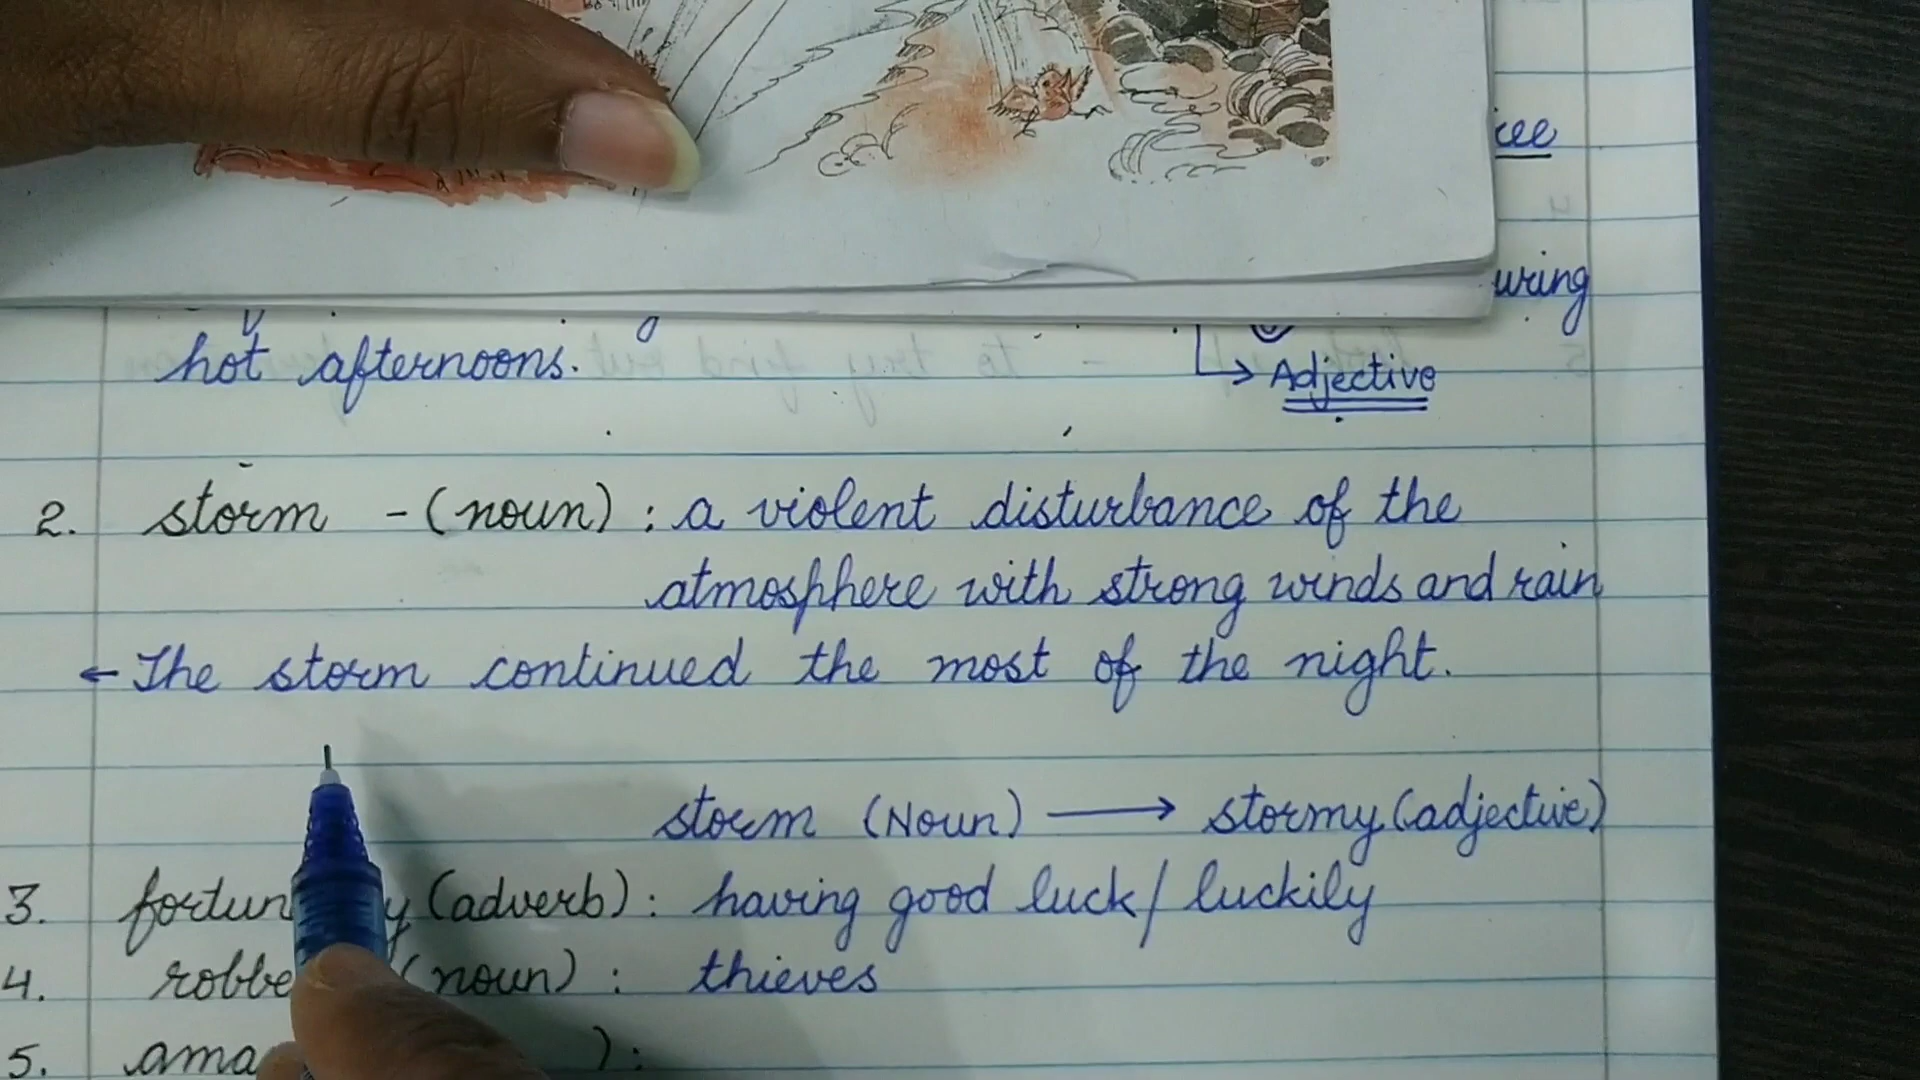 hot afternoons. → Adjective
2. storm - (noun) : a violent disturbance of the
atmosphere with strong winds and rain
← The storm continued the most of the night.
storm (Noun) → stormy (adjective)
3. (adverb) : having good luck / luckily
4. (noun) : thieves
5. ) :